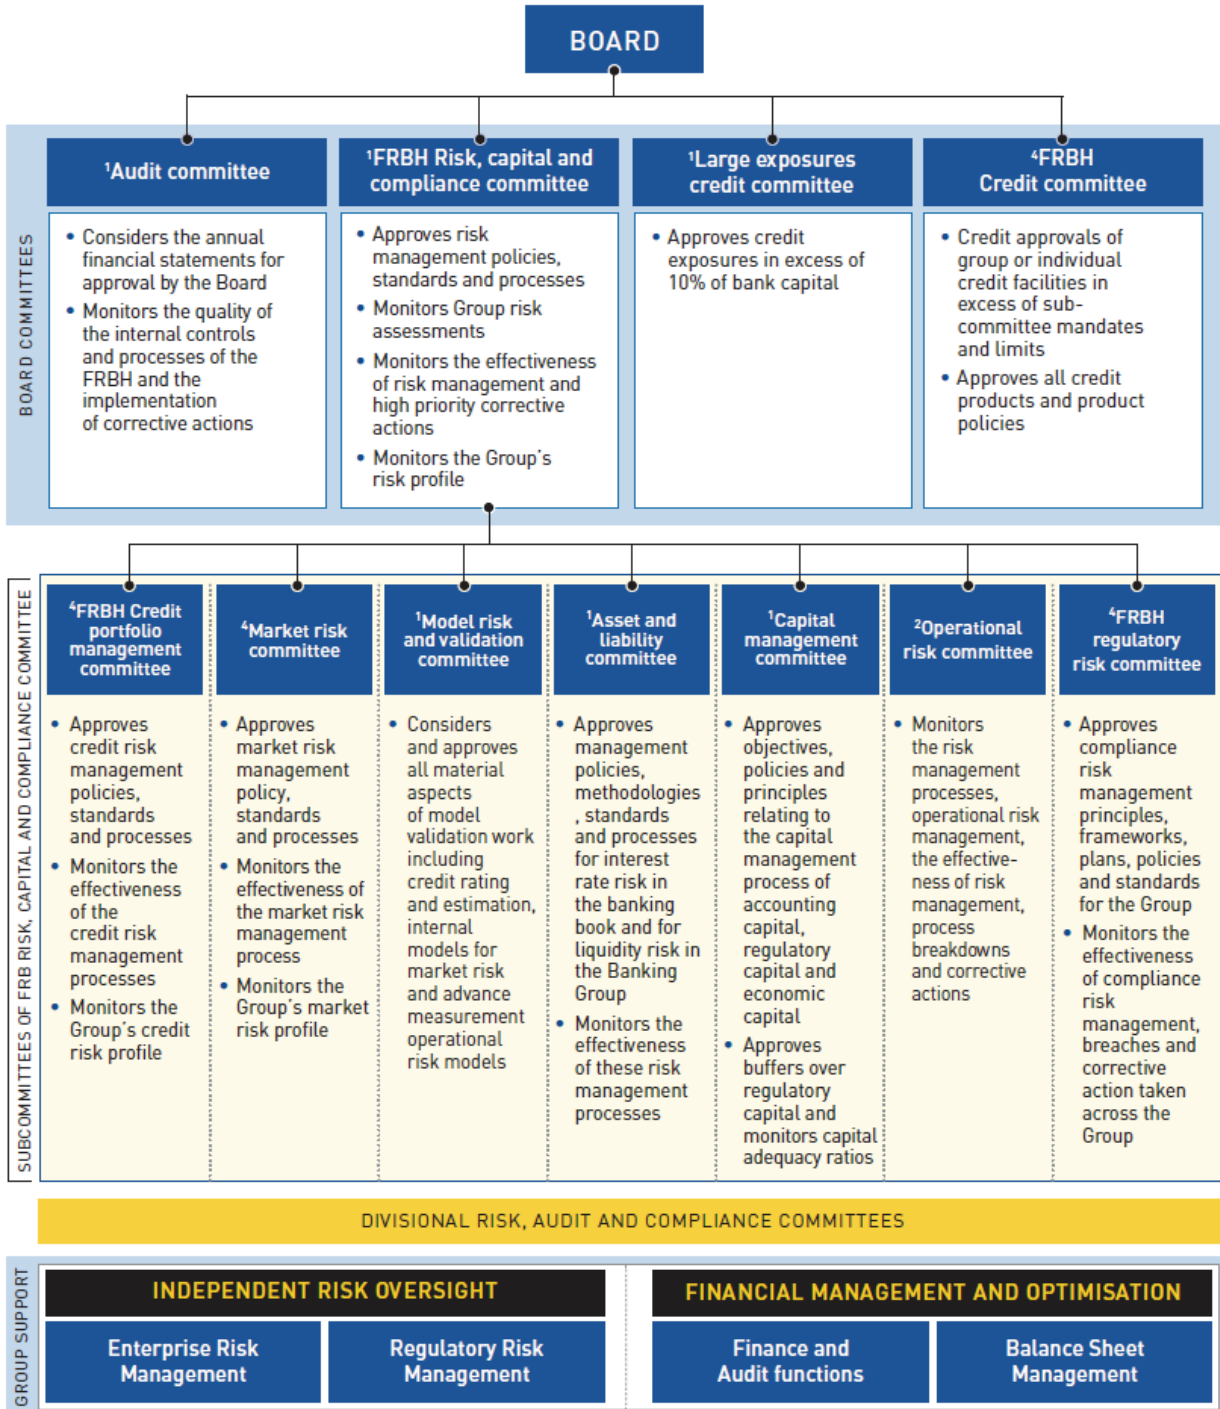 BOARD
BOARD COMMITTEES
¹Audit committee
• Considers the annual
financial statements for
approval by the Board
• Monitors the quality of
the internal controls
and processes of the
FRBH and the
implementation
of corrective actions
¹FRBH Risk, capital and
compliance committee
• Approves risk
management policies,
standards and processes
• Monitors Group risk
assessments
• Monitors the effectiveness
of risk management and
high priority corrective
actions
• Monitors the Group's
risk profile
¹Large exposures
credit committee
• Approves credit
exposures in excess of
10% of bank capital
⁴FRBH
Credit committee
• Credit approvals of
group or individual
credit facilities in
excess of sub-
committee mandates
and limits
• Approves all credit
products and product
policies
SUBCOMMITTEES OF FRB RISK, CAPITAL AND COMPLIANCE COMMITTEE
⁴FRBH Credit
portfolio
management
committee
• Approves
credit risk
management
policies,
standards
and processes
• Monitors the
effectiveness
of the
credit risk
management
processes
• Monitors the
Group's credit
risk profile
⁴Market risk
committee
• Approves
market risk
management
policy,
standards
and processes
• Monitors the
effectiveness of
the market risk
management
process
• Monitors the
Group's market
risk profile
¹Model risk
and validation
committee
• Considers
and approves
all material
aspects
of model
validation work
including
credit rating
and estimation,
internal
models for
market risk
and advance
measurement
operational
risk models
¹Asset and
liability
committee
• Approves
management
policies,
methodologies
, standards
and processes
for interest
rate risk in
the banking
book and for
liquidity risk in
the Banking
Group
• Monitors the
effectiveness
of these risk
management
processes
¹Capital
management
committee
• Approves
objectives,
policies and
principles
relating to
the capital
management
process of
accounting
capital,
regulatory
capital and
economic
capital
• Approves
buffers over
regulatory
capital and
monitors capital
adequacy ratios
²Operational
risk committee
• Monitors
the risk
management
processes,
operational risk
management,
the effective-
ness of risk
management,
process
breakdowns
and corrective
actions
⁴FRBH
regulatory
risk committee
• Approves
compliance
risk
management
principles,
frameworks,
plans, policies
and standards
for the Group
• Monitors the
effectiveness
of compliance
risk
management,
breaches and
corrective
action taken
across the
Group
DIVISIONAL RISK, AUDIT AND COMPLIANCE COMMITTEES
GROUP SUPPORT
INDEPENDENT RISK OVERSIGHT
Enterprise Risk
Management
Regulatory Risk
Management
FINANCIAL MANAGEMENT AND OPTIMISATION
Finance and
Audit functions
Balance Sheet
Management